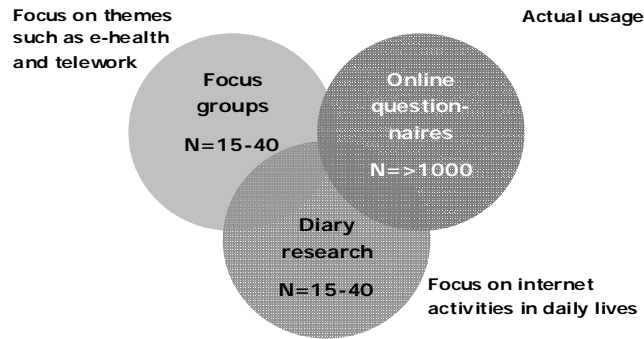 Focus on themes
such as e-health
and telework
Actual usage
Focus
groups
N=15-40
Online
question-
naires
N=>1000
Diary
research
N=15-40
Focus on internet
activities in daily lives